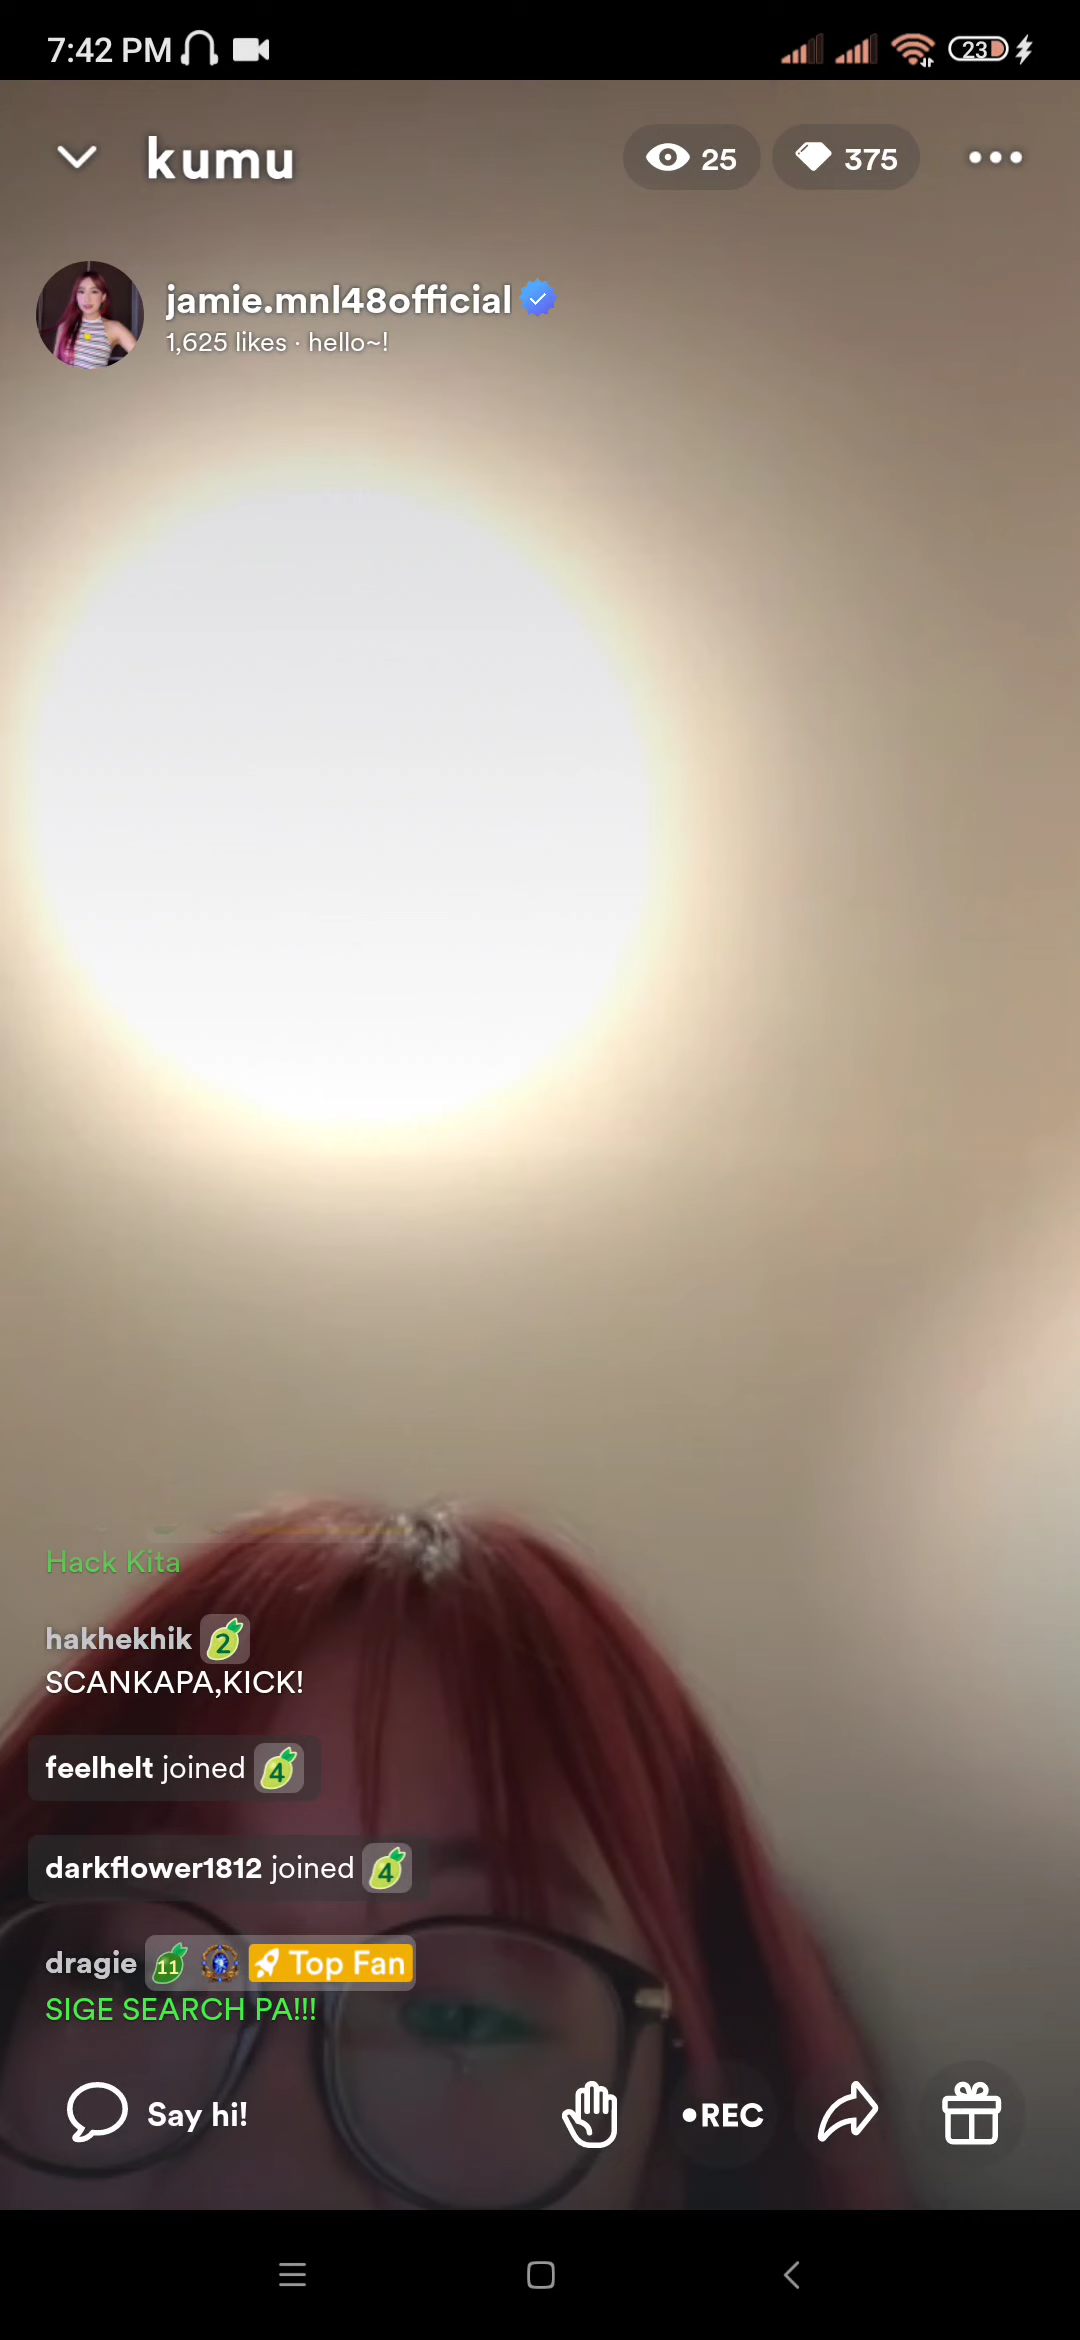 7:42 PM 23
kumu 25 375
jamie.mnl48official
1,625 likes · hello~!
Hack Kita
hakhekhik 2
SCANKAPA,KICK!
feelhelt joined 4
darkflower1812 joined 4
dragie 11 Top Fan
SIGE SEARCH PA!!!
Say hi! •REC